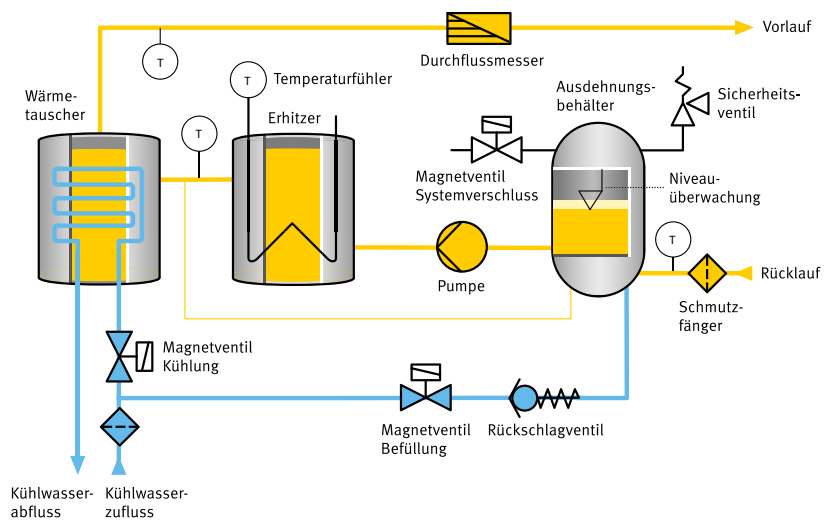 Vorlauf
T
Durchflussmesser
Wärme-
tauscher
T
Temperaturfühler
Ausdehnungs-
behälter
Sicherheits-
ventil
Erhitzer
T
Magnetventil
Systemverschluss
Niveau-
überwachung
T
Rücklauf
Pumpe
Schmutz-
fänger
Magnetventil
Kühlung
Magnetventil
Befüllung
Rückschlagventil
Kühlwasser-
abfluss
Kühlwasser-
zufluss